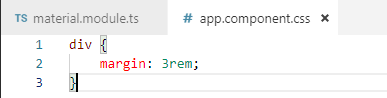 TS material.module.ts # app.component.css ×
1 div {
2     margin: 3rem;
3 }